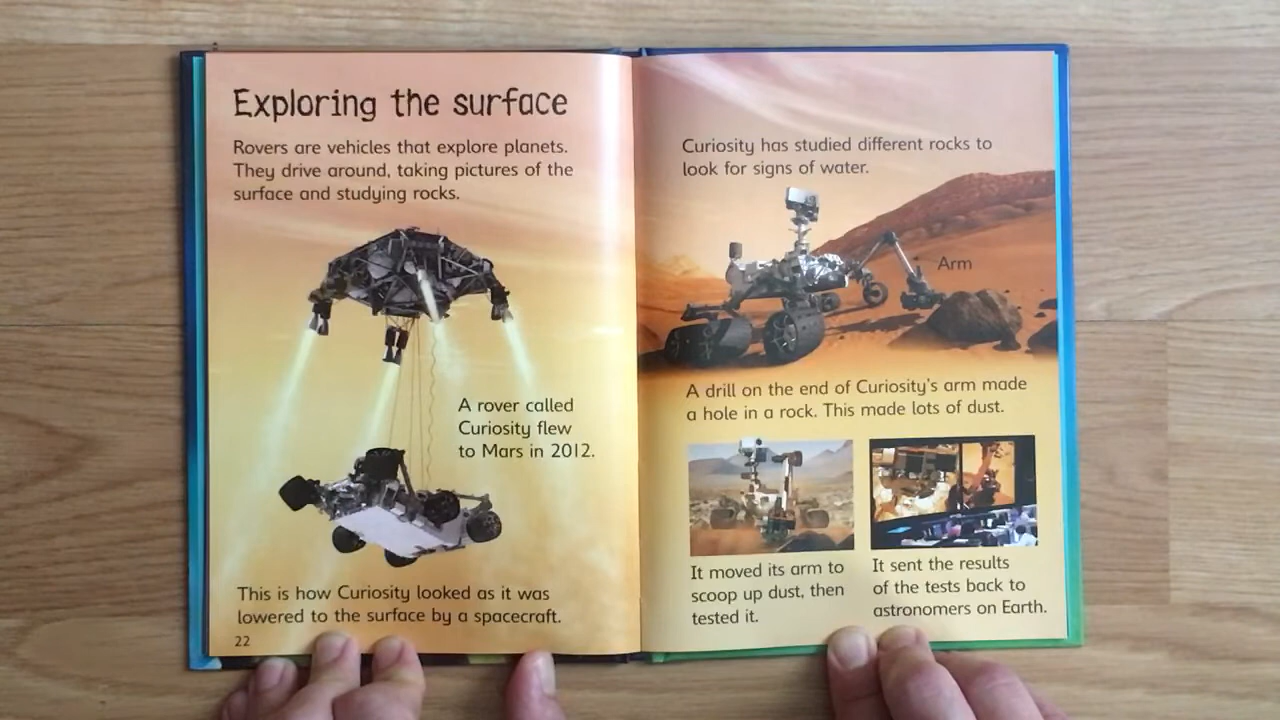 Exploring the surface
Rovers are vehicles that explore planets.
They drive around, taking pictures of the
surface and studying rocks.
A rover called
Curiosity flew
to Mars in 2012.
This is how Curiosity looked as it was
lowered to the surface by a spacecraft.
22
Curiosity has studied different rocks to
look for signs of water.
Arm
A drill on the end of Curiosity's arm made
a hole in a rock. This made lots of dust.
It moved its arm to
scoop up dust, then
tested it.
It sent the results
of the tests back to
astronomers on Earth.